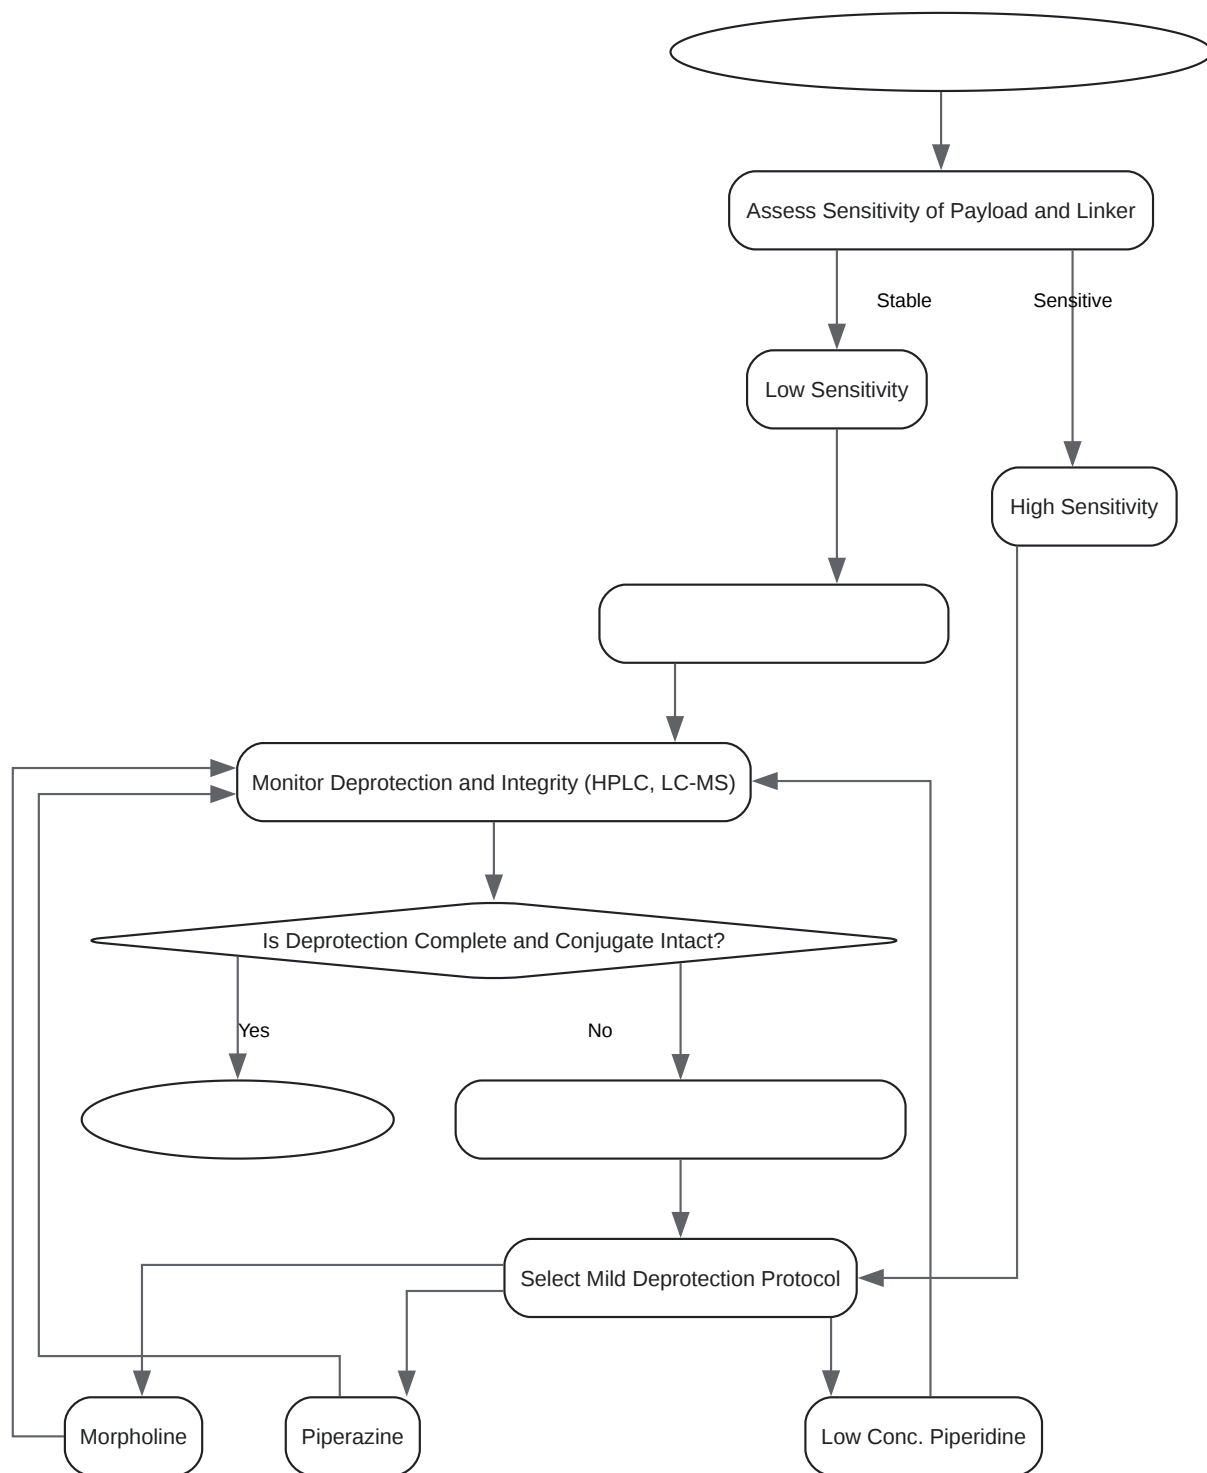 Assess Sensitivity of Payload and Linker
Stable
Sensitive
Low Sensitivity
High Sensitivity
Monitor Deprotection and Integrity (HPLC, LC-MS)
Is Deprotection Complete and Conjugate Intact?
Yes
No
Select Mild Deprotection Protocol
Morpholine
Piperazine
Low Conc. Piperidine